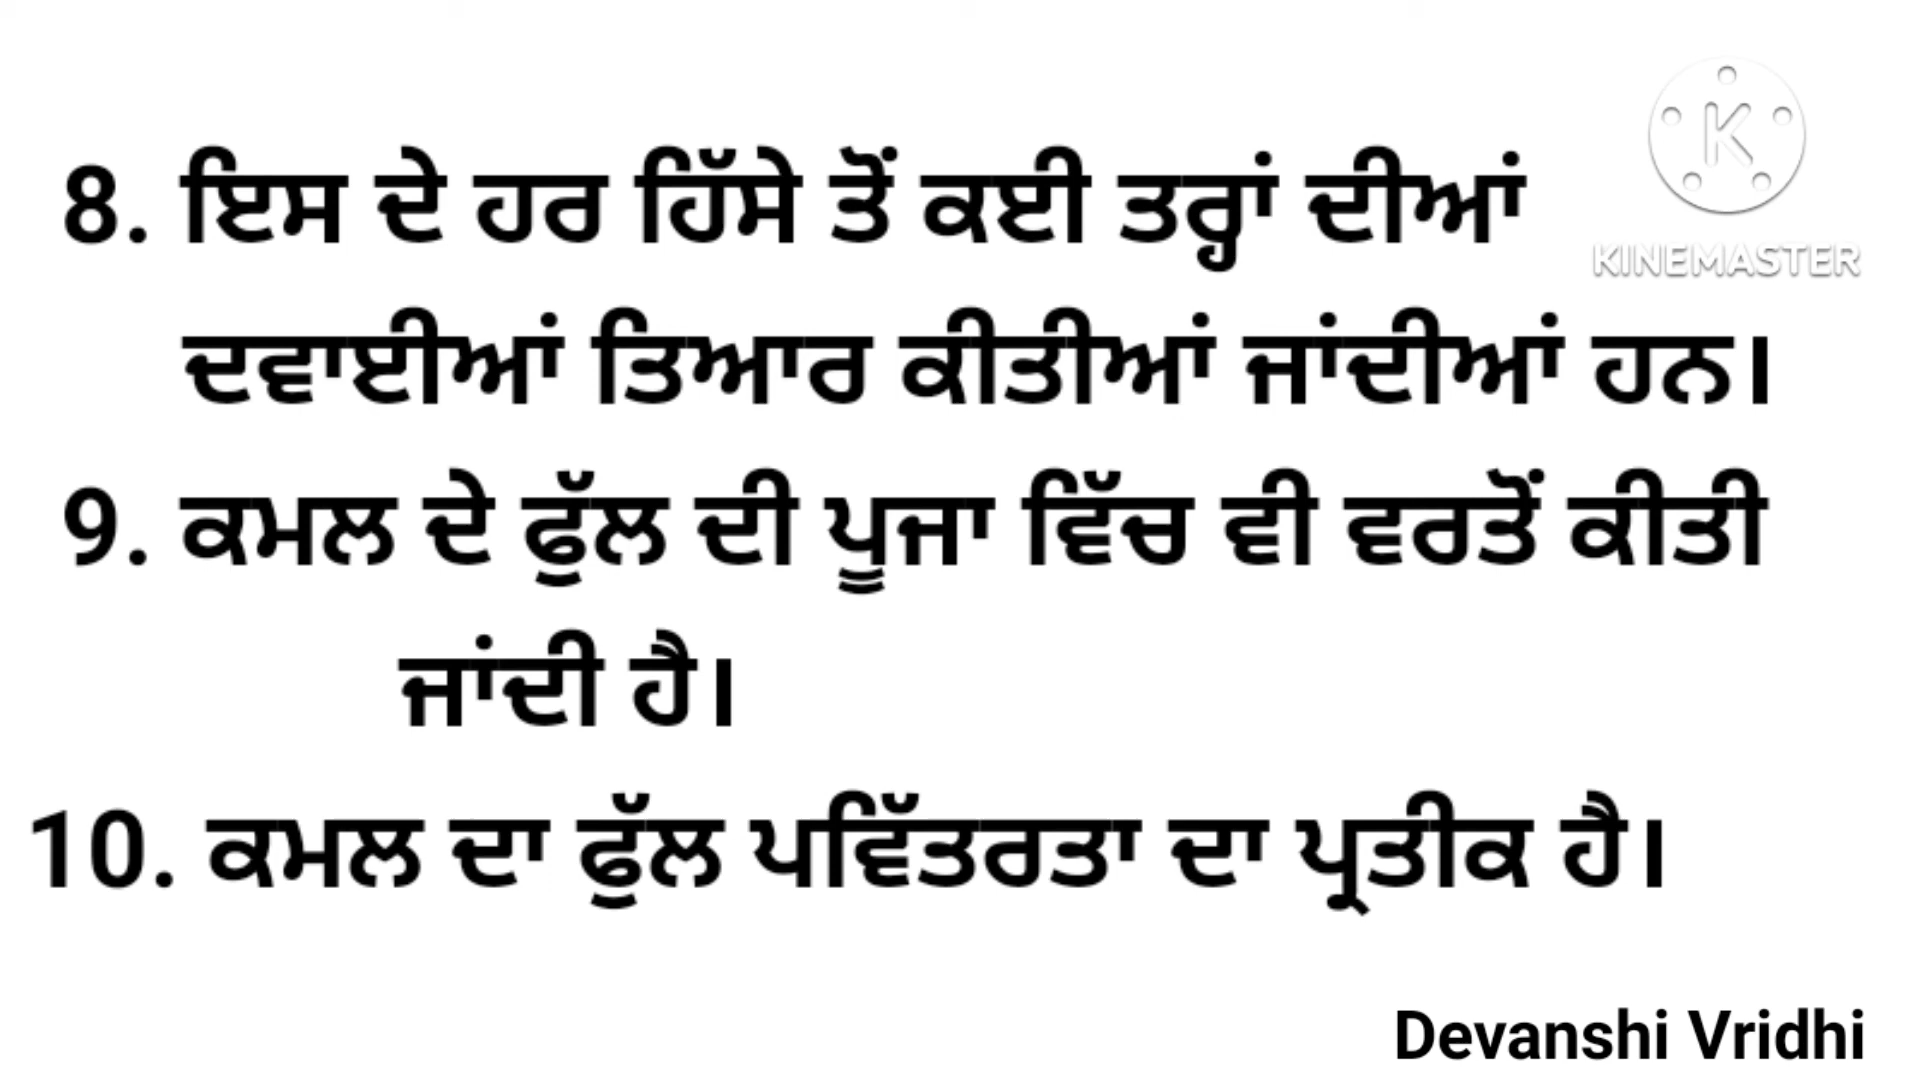 8. ਇਸ ਦੇ ਹਰ ਹਿੱਸੇ ਤੋਂ ਕਈ ਤਰ੍ਹਾਂ ਦੀਆਂ
KINEMASTER
ਦਵਾਈਆਂ ਤਿਆਰ ਕੀਤੀਆਂ ਜਾਂਦੀਆਂ ਹਨ।
9. ਕਮਲ ਦੇ ਫੁੱਲ ਦੀ ਪੂਜਾ ਵਿੱਚ ਵੀ ਵਰਤੋਂ ਕੀਤੀ
ਜਾਂਦੀ ਹੈ।
10. ਕਮਲ ਦਾ ਫੁੱਲ ਪਵਿੱਤਰਤਾ ਦਾ ਪ੍ਰਤੀਕ ਹੈ।
Devanshi Vridhi